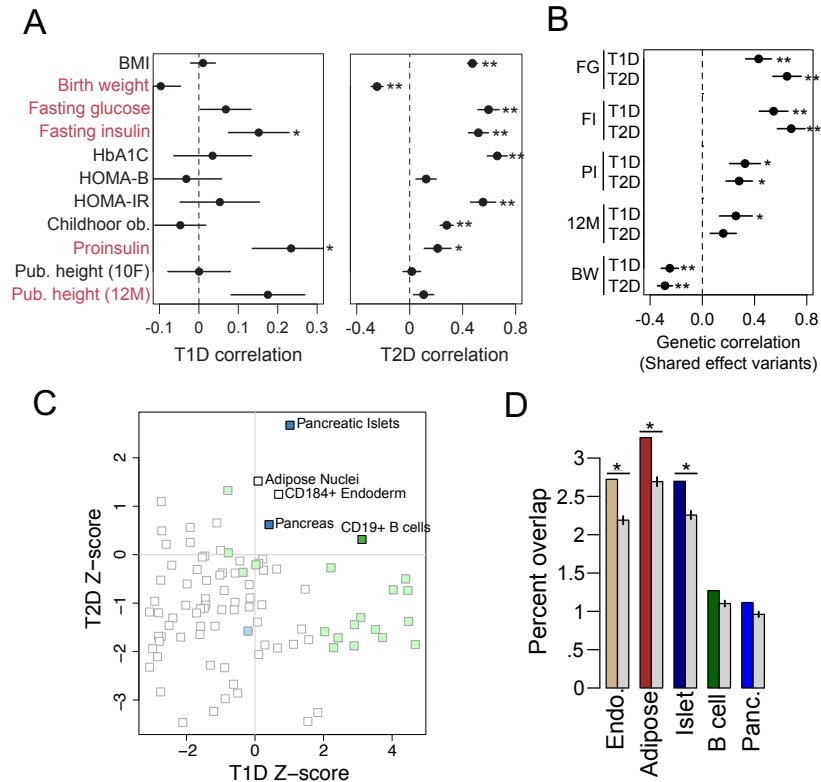 A
BMI
Birth weight
Fasting glucose
Fasting insulin
HbA1C
HOMA-B
HOMA-IR
Childhoor ob.
Proinsulin
Pub. height (10F)
Pub. height (12M)
*
*
-0.1 0 0.1 0.2 0.3
T1D correlation
**
**
**
**
**
**
**
*
-0.4 0 0.4 0.8
T2D correlation
B
FG T1D **
T2D **
FI T1D **
T2D **
PI T1D *
T2D *
12M T1D *
T2D
BW T1D **
T2D **
-0.4 0.0 0.4 0.8
Genetic correlation
(Shared effect variants)
C
T2D Z-score
2
1
0
−1
−2
−3
Pancreatic Islets
Adipose Nuclei
CD184+ Endoderm
Pancreas
CD19+ B cells
−2 0 2 4
T1D Z-score
D
Percent overlap
3
2.5
2
1.5
1
.5
0
*
*
*
Endo.
Adipose
Islet
B cell
Panc.